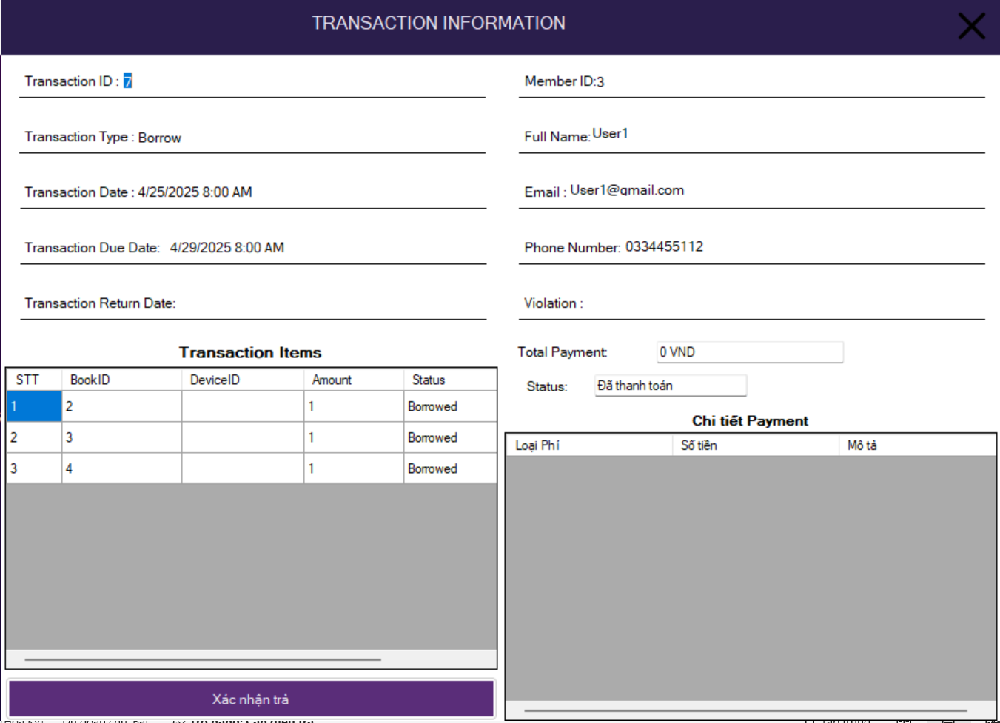 TRANSACTION INFORMATION
Transaction ID : 7
Member ID:3
Transaction Type : Borrow
Full Name: User1
Transaction Date : 4/25/2025 8:00 AM
Email : User1@gmail.com
Transaction Due Date: 4/29/2025 8:00 AM
Phone Number: 0334455112
Transaction Return Date:
Violation :
Transaction Items
STT BookID DeviceID Amount Status
1 2 1 Borrowed
2 3 1 Borrowed
3 4 1 Borrowed
Xác nhận trả
Total Payment: 0 VND
Status: Đã thanh toán
Chi tiết Payment
Loại Phí Số tiền Mô tả